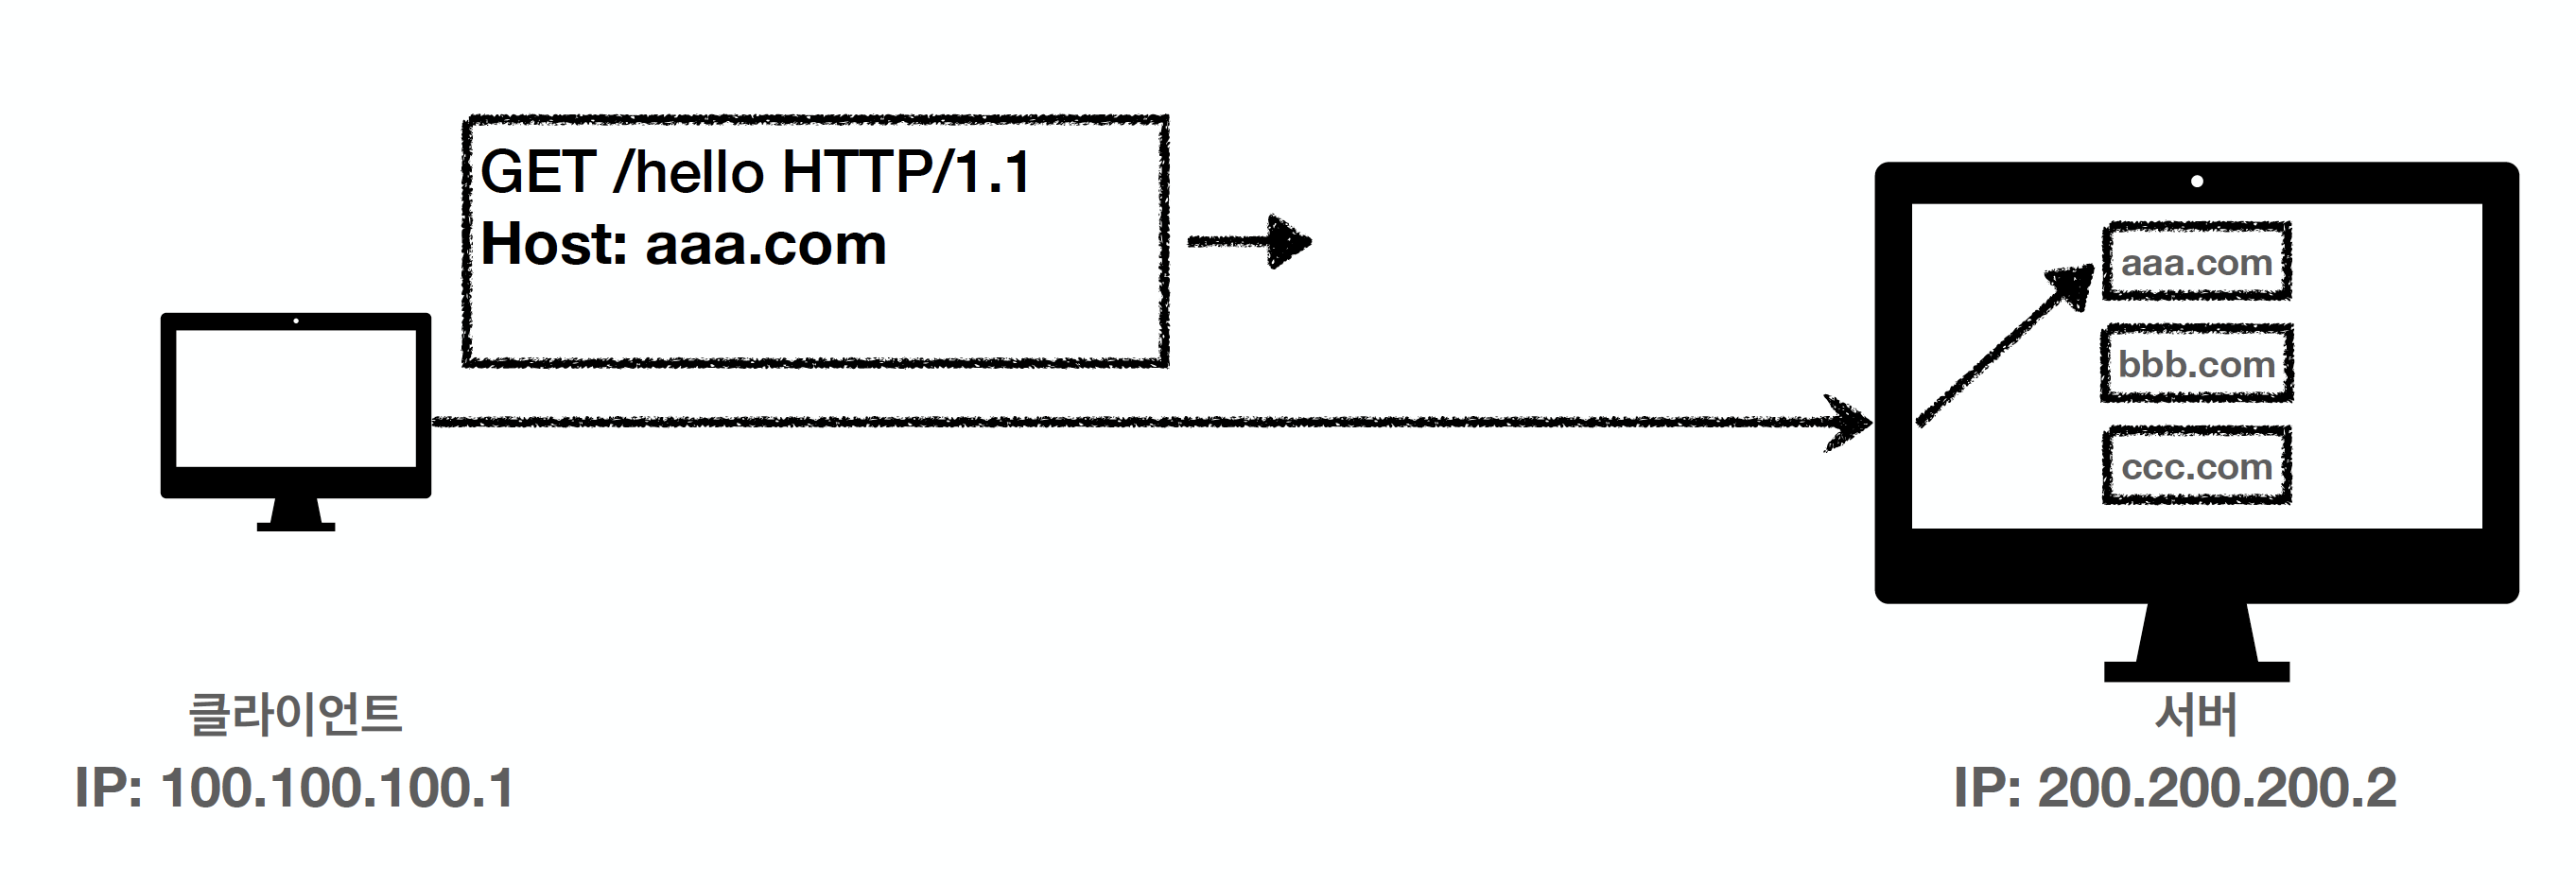 GET /hello HTTP/1.1
Host: aaa.com
aaa.com
bbb.com
ccc.com
클라이언트
IP: 100.100.100.1
서버
IP: 200.200.200.2